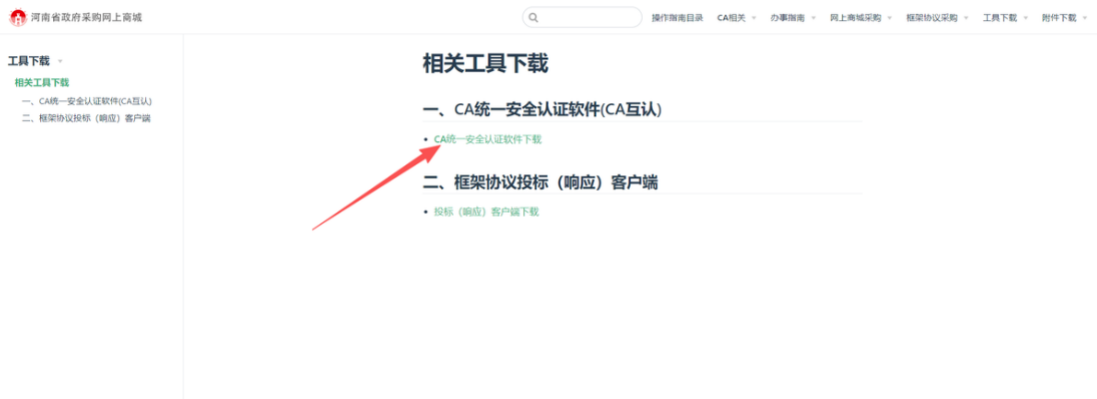 河南省政府采购网上商城
操作指南目录 CA相关 办事指南 网上商城采购 框架协议采购 工具下载 附件下载
工具下载
相关工具下载
一、CA统一安全认证软件(CA互认)
二、框架协议投标（响应）客户端
相关工具下载
一、CA统一安全认证软件(CA互认)
CA统一安全认证软件下载
二、框架协议投标（响应）客户端
投标（响应）客户端下载